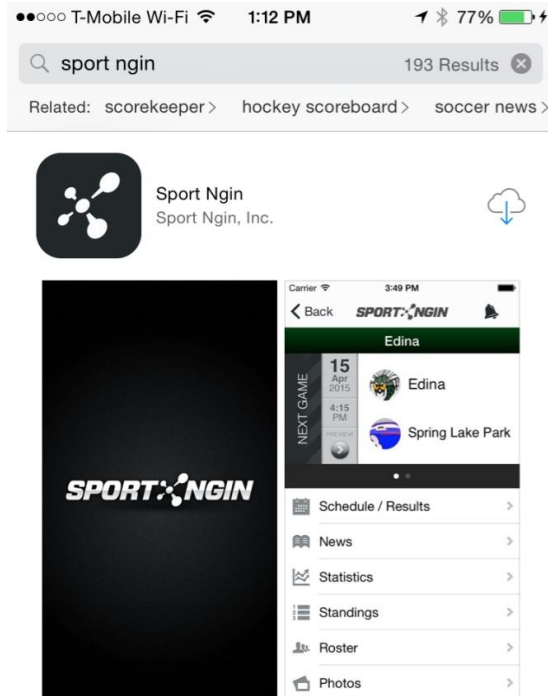 T-Mobile Wi-Fi 1:12 PM 77%
sport ngin 193 Results
Related: scorekeeper > hockey scoreboard > soccer news >
Sport Ngin
Sport Ngin, Inc.
Carrier 3:49 PM
Back SPORT NGIN
Edina
NEXT GAME
15
Apr
2015
4:15
PM
PREVIEW
Edina
Spring Lake Park
SPORT NGIN
Schedule / Results
News
Statistics
Standings
Roster
Photos